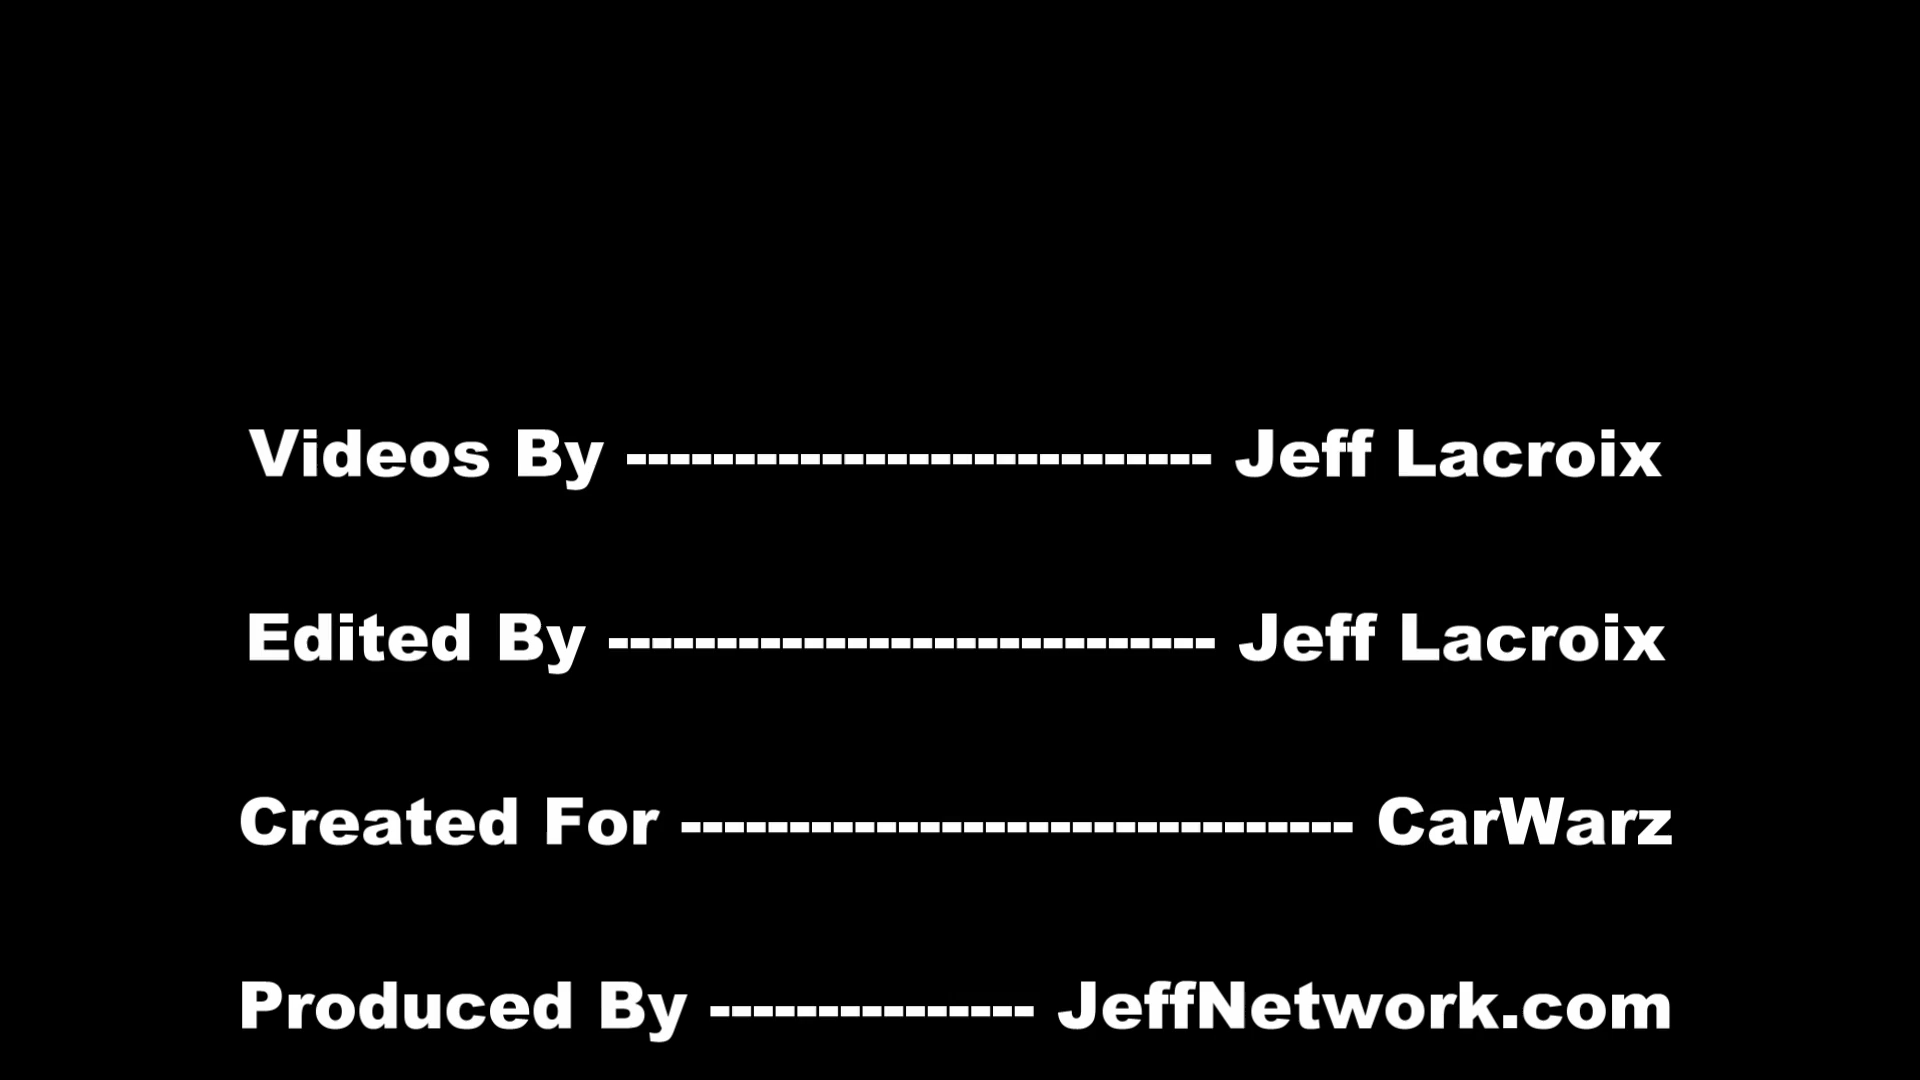 Videos By --------------------------- Jeff Lacroix
Edited By ---------------------------- Jeff Lacroix
Created For ------------------------------- CarWarz
Produced By --------------- JeffNetwork.com